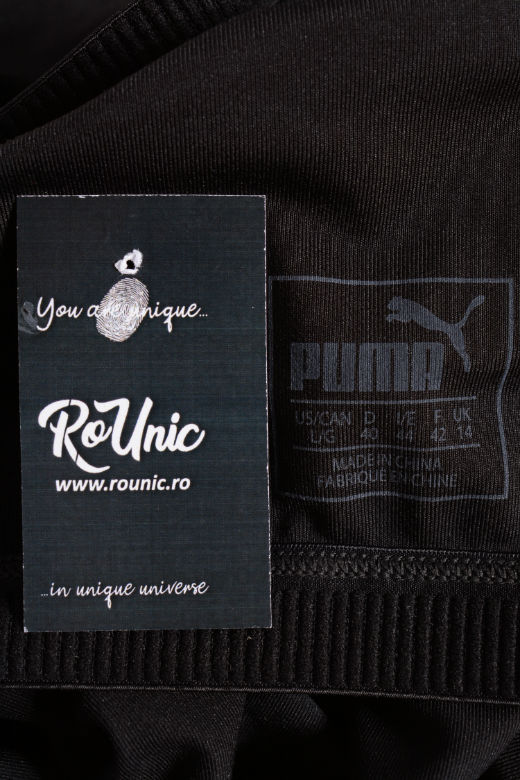 You are unique...
RoUnic
www.rounic.ro
...in unique universe
PUMA
US/CAN D I/E F UK
L/G 40 44 42 14
MADE IN CHINA
FABRIQUÉ EN CHINE